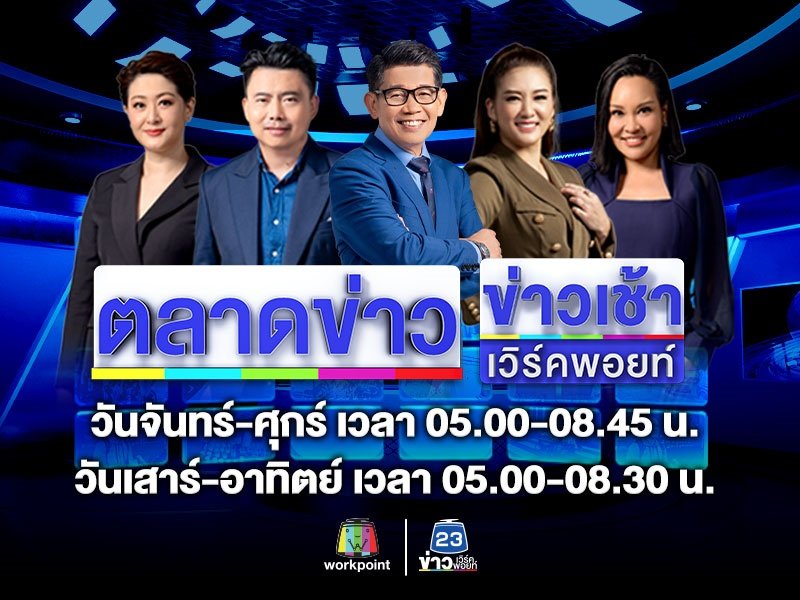 ตลาดข่าว
ข่าวเช้า
เวิร์คพอยท์
วันจันทร์-ศุกร์ เวลา 05.00-08.45 น.
วันเสาร์-อาทิตย์ เวลา 05.00-08.30 น.
workpoint
23
ข่าวเวิร์คพอยท์